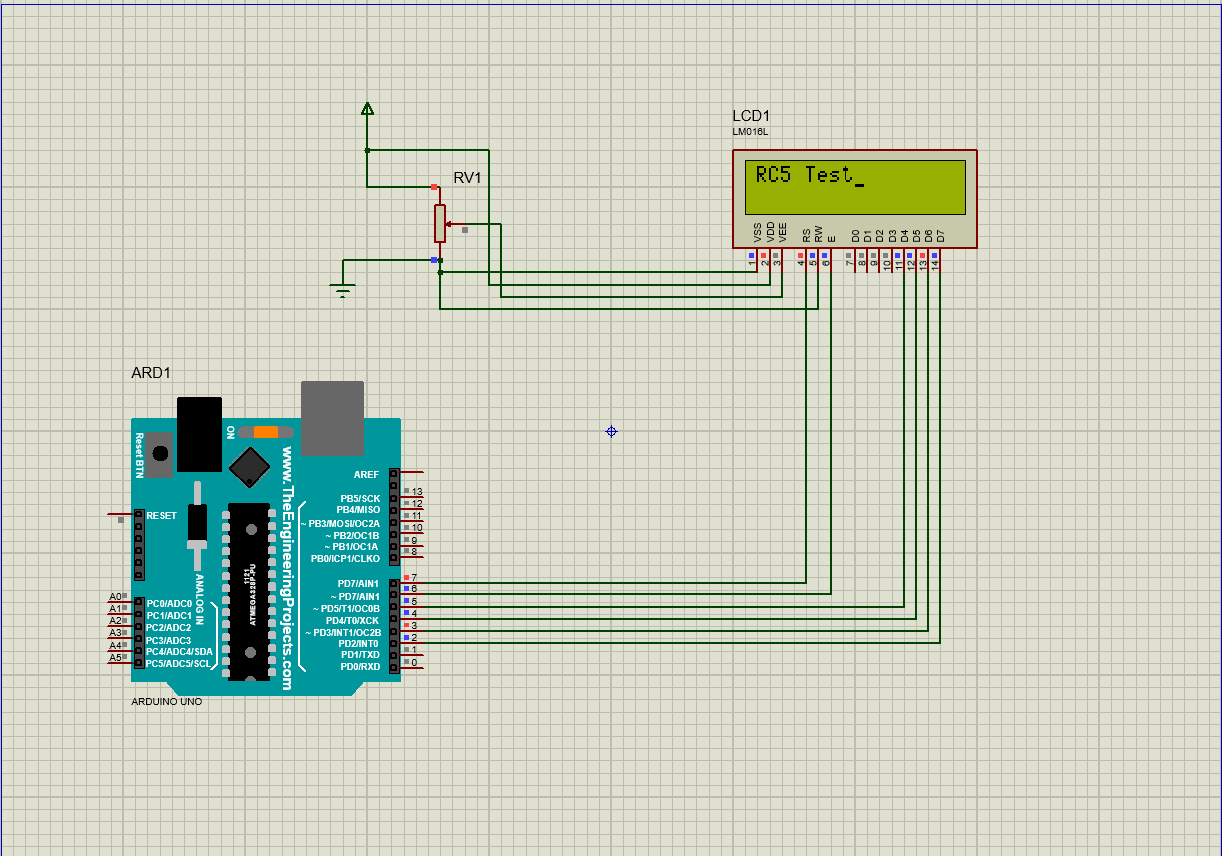 LCD1
LM016L
RC5 Test_
VSS
VDD
VEE
RS
RW
E
D0
D1
D2
D3
D4
D5
D6
D7
1
2
3
4
5
6
7
8
9
10
11
12
13
14
RV1
ARD1
Reset BTN
ON
www.TheEngineeringProjects.com
AREF
PB5/SCK
13
PB4/MISO
12
~ PB3/MOSI/OC2A
11
~ PB2/OC1B
10
~ PB1/OC1A
9
PB0/ICP1/CLKO
8
RESET
1121
ATMEGA328P-PU
ANALOG IN
PD7/AIN1
7
~ PD7/AIN1
6
~ PD5/T1/OC0B
5
PD4/T0/XCK
4
~ PD3/INT1/OC2B
3
PD2/INT0
2
PD1/TXD
1
PD0/RXD
0
A0
PC0/ADC0
A1
PC1/ADC1
A2
PC2/ADC2
A3
PC3/ADC3
A4
PC4/ADC4/SDA
A5
PC5/ADC5/SCL
ARDUINO UNO